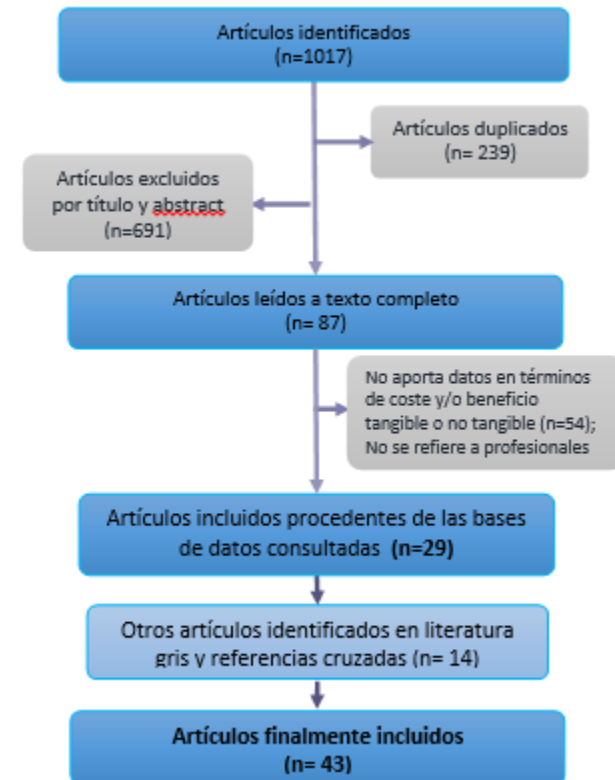 Artículos identificados
(n=1017)
Artículos duplicados
(n= 239)
Artículos excluidos
por título y abstract
(n=691)
Artículos leídos a texto completo
(n= 87)
No aporta datos en términos
de coste y/o beneficio
tangible o no tangible (n=54);
No se refiere a profesionales
Artículos incluidos procedentes de las bases
de datos consultadas (n=29)
Otros artículos identificados en literatura
gris y referencias cruzadas (n= 14)
Artículos finalmente incluidos
(n= 43)